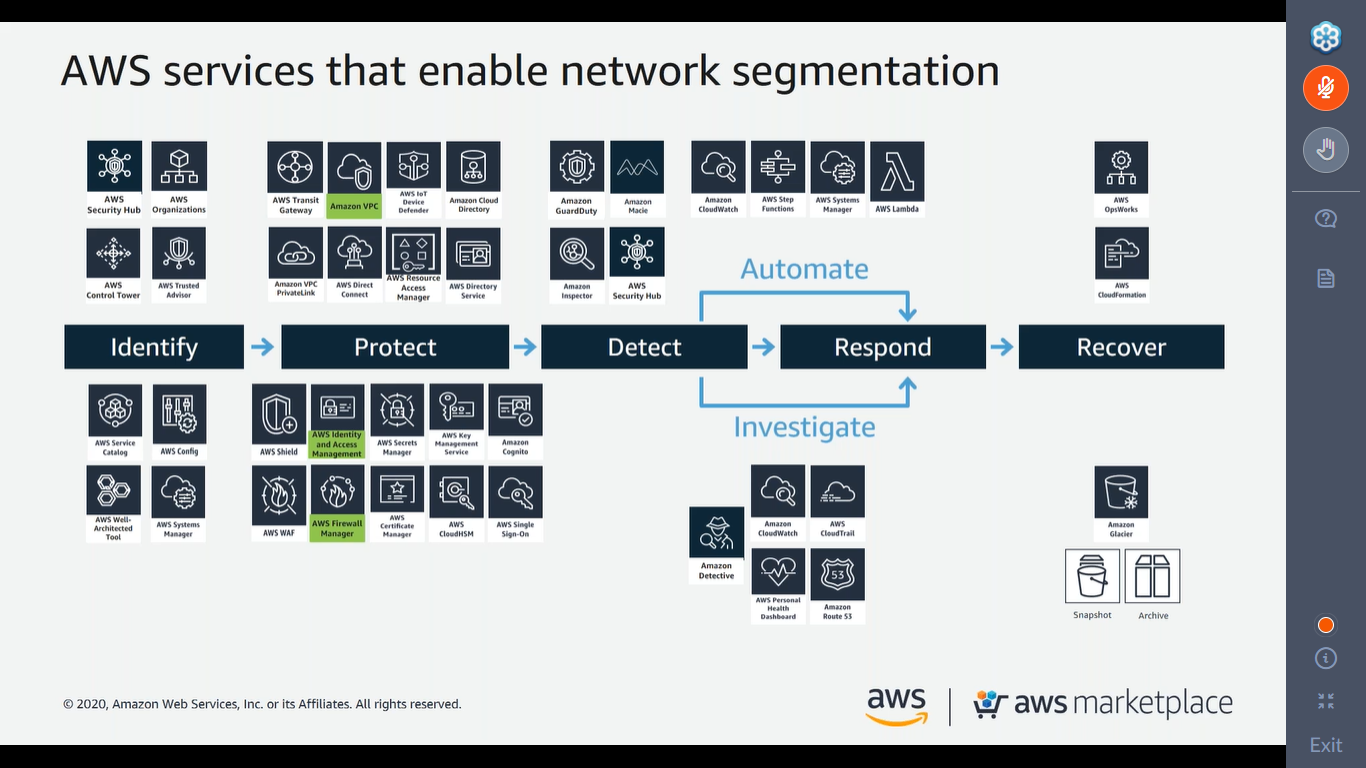 AWS services that enable network segmentation
AWS
Security Hub
AWS
Organizations
AWS Transit
Gateway
Amazon VPC
AWS IoT
Device
Defender
Amazon Cloud
Directory
Amazon
GuardDuty
Amazon
Macie
Amazon
CloudWatch
AWS Step
Functions
AWS Systems
Manager
AWS Lambda
AWS
OpsWorks
AWS
Control Tower
AWS Trusted
Advisor
Amazon VPC
PrivateLink
AWS Direct
Connect
AWS Resource
Access
Manager
AWS Directory
Service
Amazon
Inspector
AWS
Security Hub
AWS
CloudFormation
Automate
Identify
Protect
Detect
Respond
Recover
Investigate
AWS Service
Catalog
AWS Config
AWS Shield
AWS Identity
and Access
Management
AWS Secrets
Manager
AWS Key
Management
Service
Amazon
Cognito
AWS Well-
Architected
Tool
AWS Systems
Manager
AWS WAF
AWS Firewall
Manager
AWS
Certificate
Manager
AWS
CloudHSM
AWS Single
Sign-On
Amazon
Detective
Amazon
CloudWatch
AWS
CloudTrail
AWS Personal
Health
Dashboard
53
Amazon
Route 53
Amazon
Glacier
Snapshot
Archive
© 2020, Amazon Web Services, Inc. or its Affiliates. All rights reserved.
aws
aws marketplace
Exit